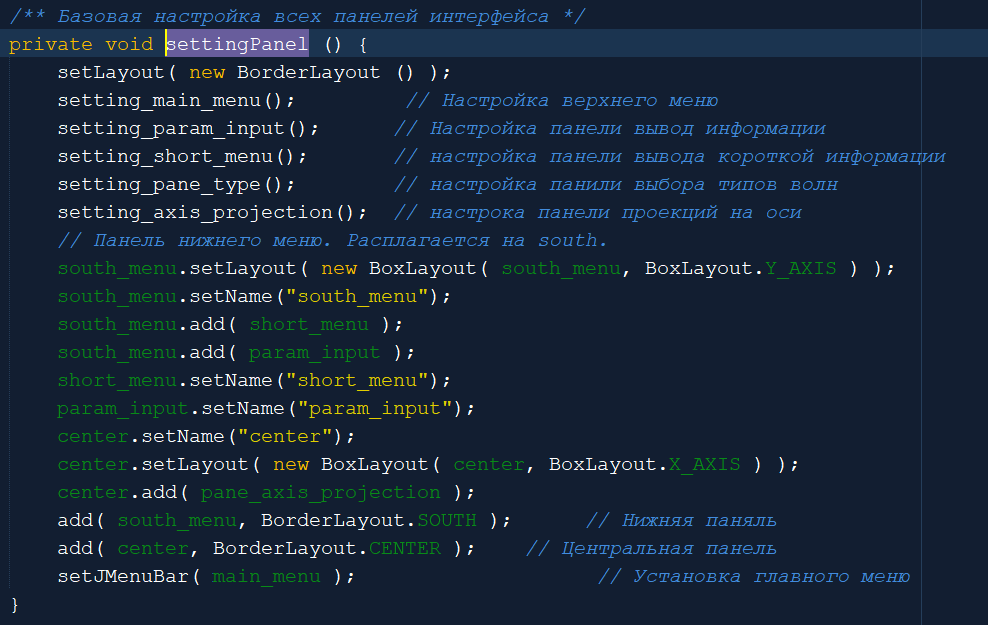 /** Базовая настройка всех панелей интерфейса */
private void settingPanel () {
    setLayout( new BorderLayout () );
    setting_main_menu();         // Настройка верхнего меню
    setting_param_input();      // Настройка панели вывод информации
    setting_short_menu();       // настройка панели вывода короткой информации
    setting_pane_type();        // настройка панили выбора типов волн
    setting_axis_projection();  // настрока панели проекций на оси
    // Панель нижнего меню. Расплагается на south.
    south_menu.setLayout( new BoxLayout( south_menu, BoxLayout.Y_AXIS ) );
    south_menu.setName("south_menu");
    south_menu.add( short_menu );
    south_menu.add( param_input );
    short_menu.setName("short_menu");
    param_input.setName("param_input");
    center.setName("center");
    center.setLayout( new BoxLayout( center, BoxLayout.X_AXIS ) );
    center.add( pane_axis_projection );
    add( south_menu, BorderLayout.SOUTH );      // Нижняя паняль
    add( center, BorderLayout.CENTER );    // Центральная панель
    setJMenuBar( main_menu );                    // Установка главного меню
}